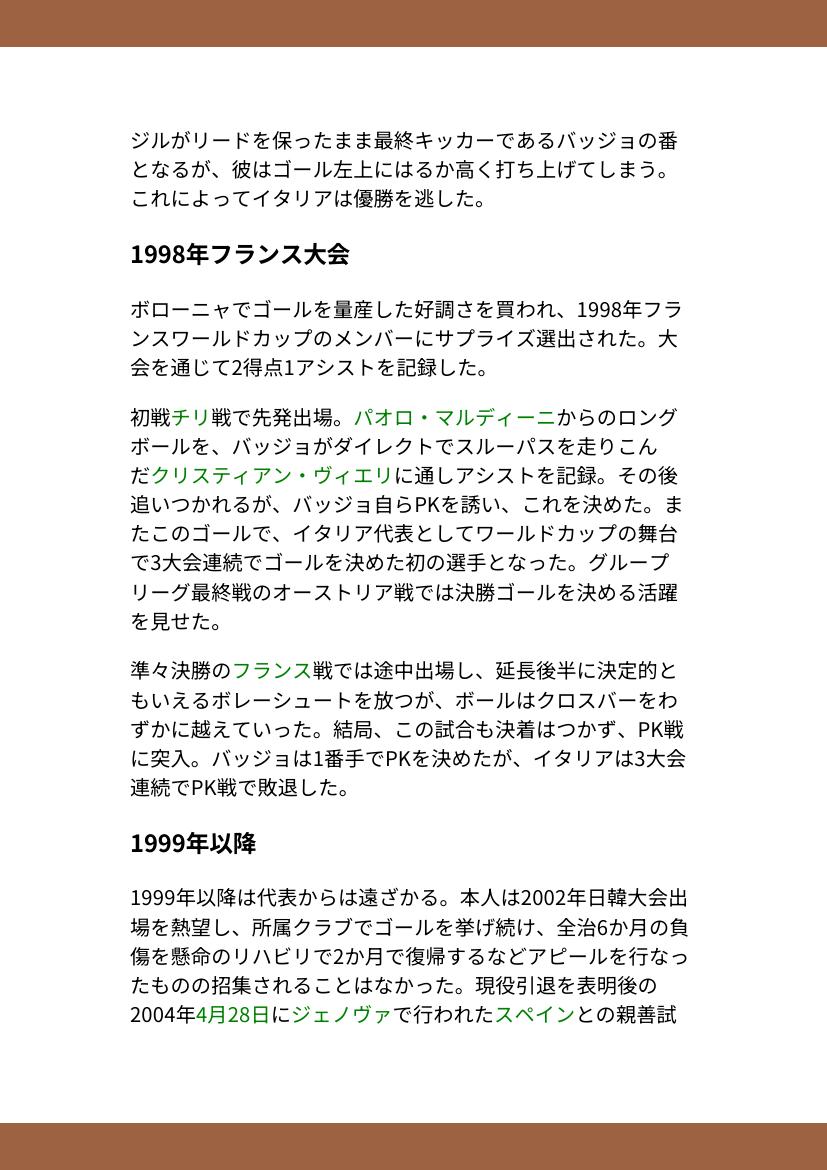 ジルがリードを保ったまま最終キッカーであるバッジョの番
となるが、彼はゴール左上にはるか高く打ち上げてしまう。
これによってイタリアは優勝を逃した。
1998年フランス大会
ボローニャでゴールを量産した好調さを買われ、1998年フラ
ンスワールドカップのメンバーにサプライズ選出された。大
会を通じて2得点1アシストを記録した。
初戦チリ戦で先発出場。パオロ・マルディーニからのロング
ボールを、バッジョがダイレクトでスルーパスを走りこん
だクリスティアン・ヴィエリに通しアシストを記録。その後
追いつかれるが、バッジョ自らPKを誘い、これを決めた。ま
たこのゴールで、イタリア代表としてワールドカップの舞台
で3大会連続でゴールを決めた初の選手となった。グループ
リーグ最終戦のオーストリア戦では決勝ゴールを決める活躍
を見せた。
準々決勝のフランス戦では途中出場し、延長後半に決定的と
もいえるボレーシュートを放つが、ボールはクロスバーをわ
ずかに越えていった。結局、この試合も決着はつかず、PK戦
に突入。バッジョは1番手でPKを決めたが、イタリアは3大会
連続でPK戦で敗退した。
1999年以降
1999年以降は代表からは遠ざかる。本人は2002年日韓大会出
場を熱望し、所属クラブでゴールを挙げ続け、全治6か月の負
傷を懸命のリハビリで2か月で復帰するなどアピールを行なっ
たものの招集されることはなかった。現役引退を表明後の
2004年4月28日にジェノヴァで行われたスペインとの親善試